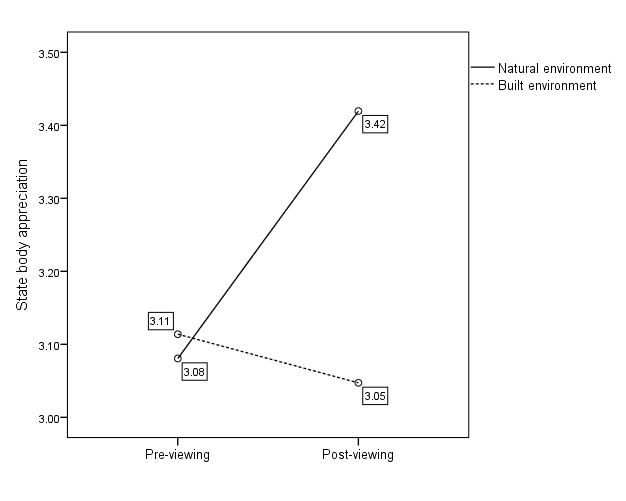 3.50
3.40
3.30
3.20
3.10
3.00
State body appreciation
3.42
3.11
3.08
3.05
Pre-viewing
Post-viewing
Natural environment
Built environment